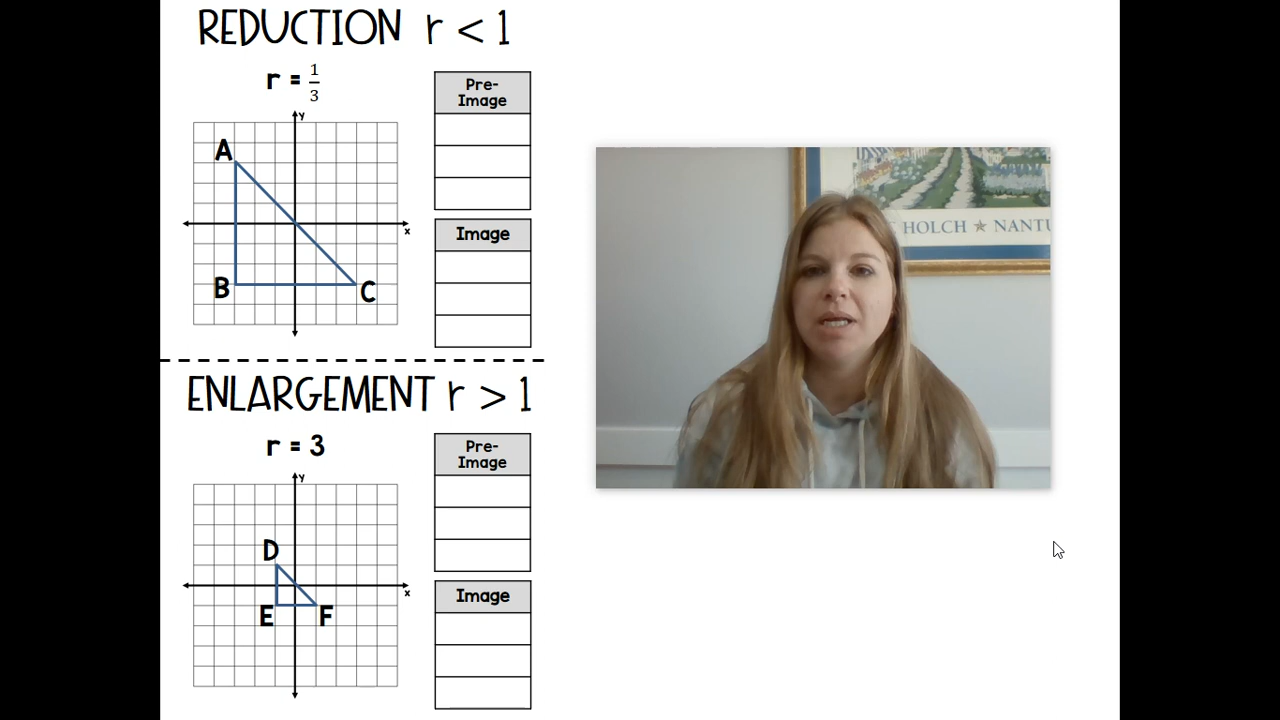 REDUCTION r < 1
r = 1/3
Pre-
Image
Image
y
x
A
B
C
ENLARGEMENT r > 1
r = 3
Pre-
Image
Image
y
x
D
E
F
HOLCH ★ NANTU